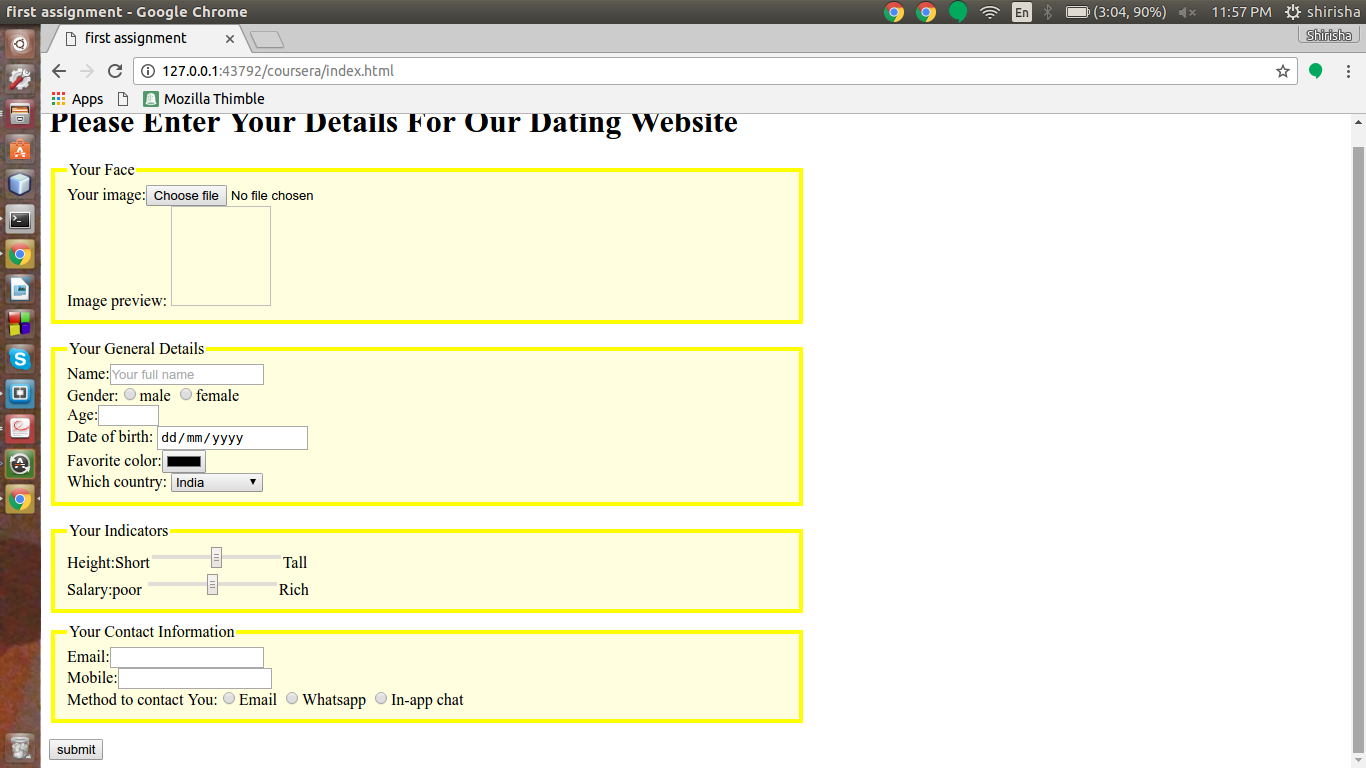 first assignment - Google Chrome
En
(3:04, 90%)
11:57 PM
shirisha
first assignment
Shirisha
127.0.0.1:43792/coursera/index.html
Apps
Mozilla Thimble
Please Enter Your Details For Our Dating Website
Your Face
Your image: Choose file No file chosen
Image preview:
Your General Details
Name: Your full name
Gender: male female
Age:
Date of birth: dd/mm/yyyy
Favorite color:
Which country: India
Your Indicators
Height:Short Tall
Salary:poor Rich
Your Contact Information
Email:
Mobile:
Method to contact You: Email Whatsapp In-app chat
submit